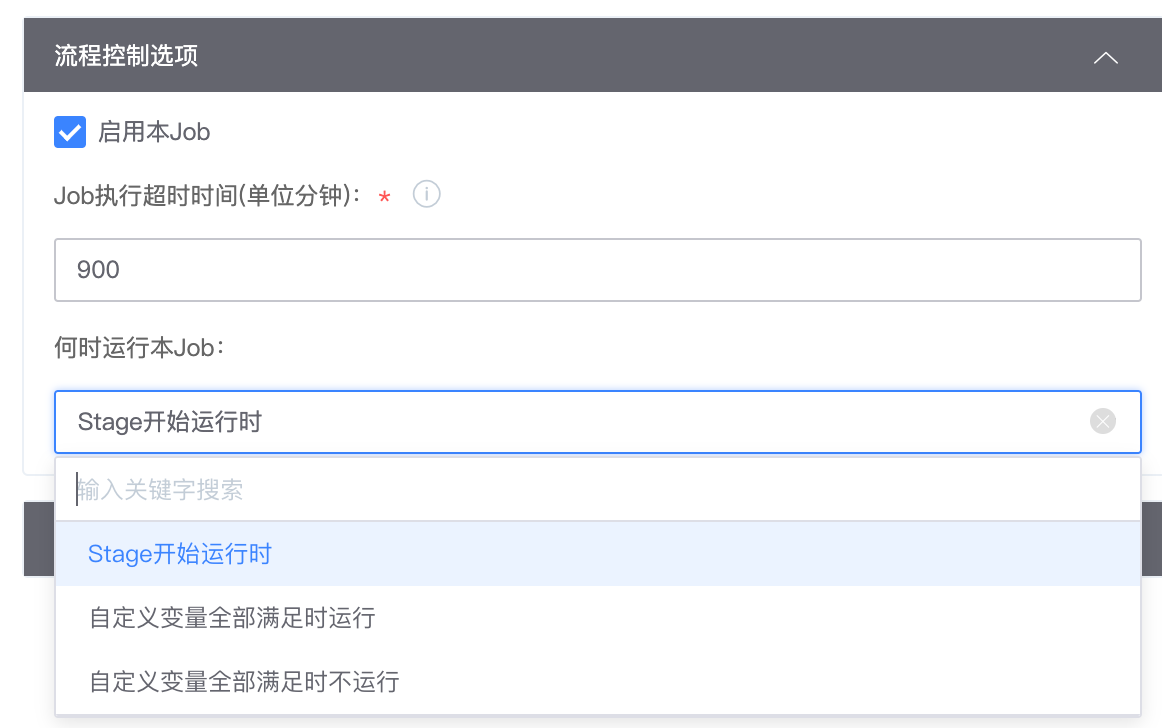 流程控制选项
启用本Job
Job执行超时时间(单位分钟)： *
900
何时运行本Job：
Stage开始运行时
输入关键字搜索
Stage开始运行时
自定义变量全部满足时运行
自定义变量全部满足时不运行